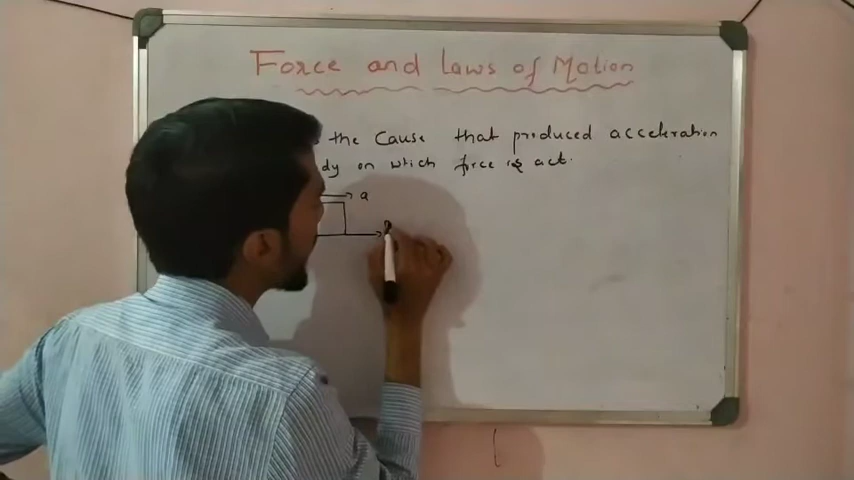 Force and laws of Motion
the Cause that produced acceleration
dy on which force is act.
a